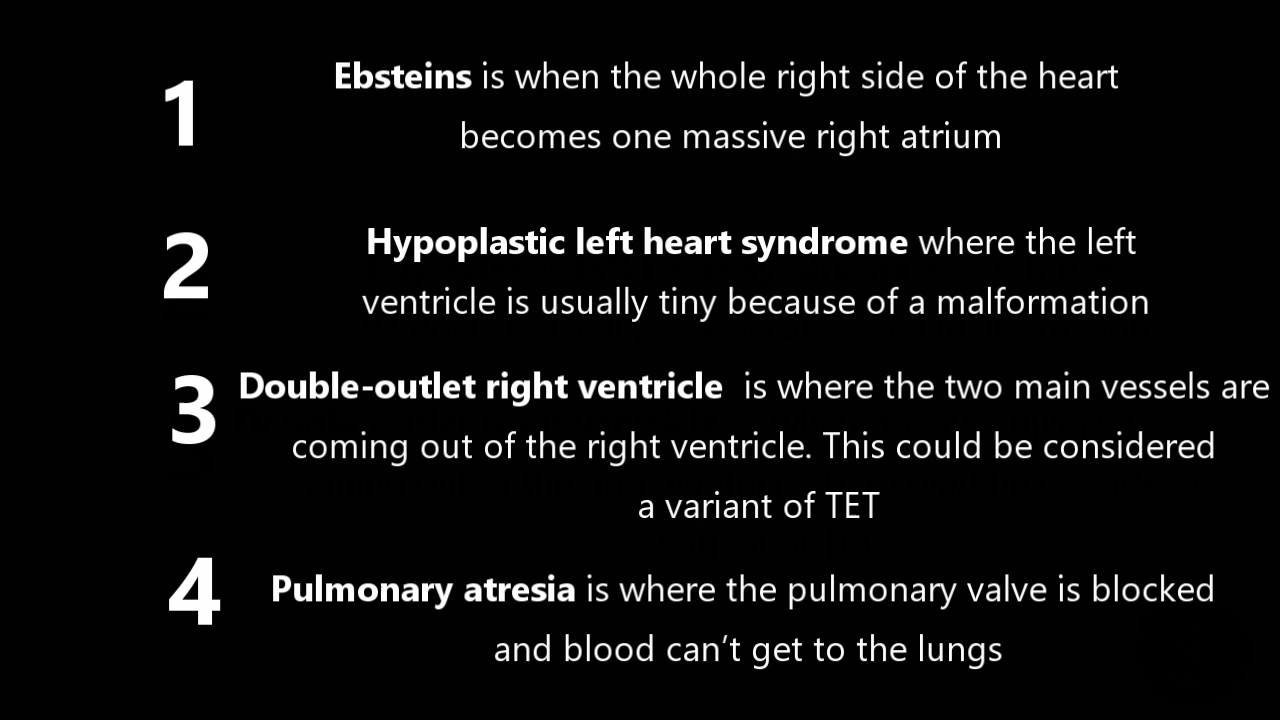 1
Ebsteins is when the whole right side of the heart
becomes one massive right atrium
2
Hypoplastic left heart syndrome where the left
ventricle is usually tiny because of a malformation
3
Double-outlet right ventricle is where the two main vessels are
coming out of the right ventricle. This could be considered
a variant of TET
4
Pulmonary atresia is where the pulmonary valve is blocked
and blood can’t get to the lungs